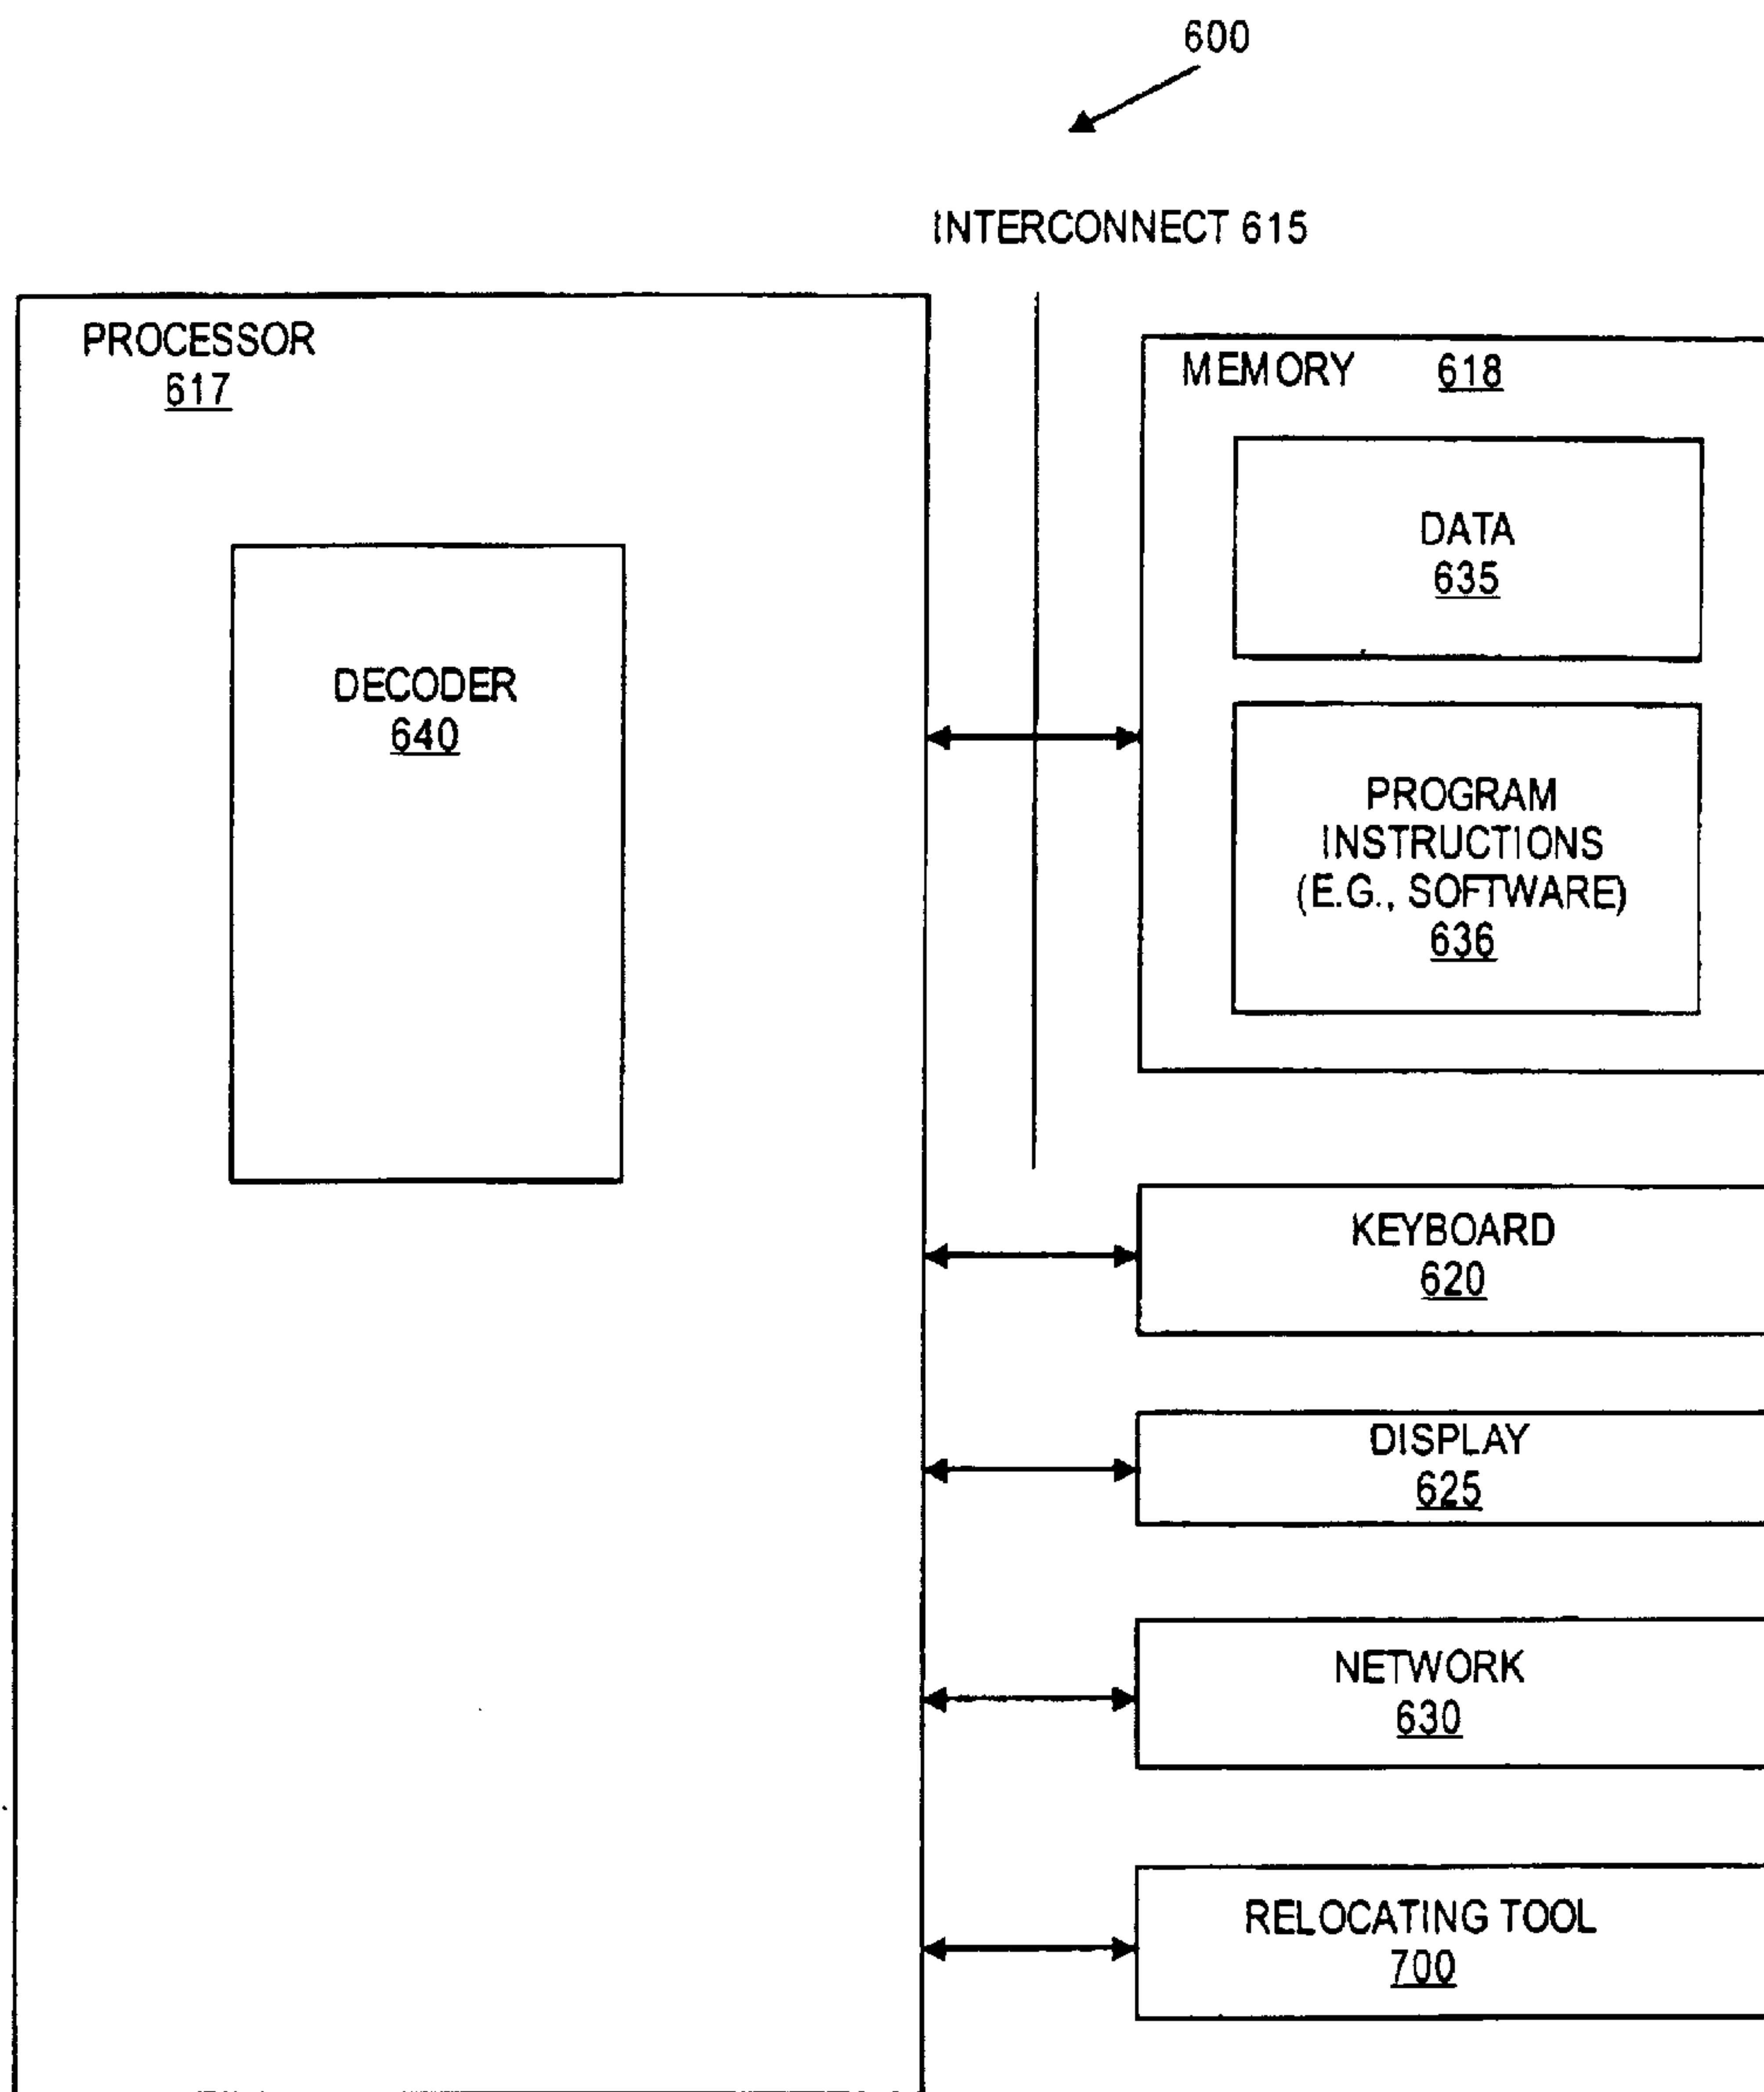 600
INTERCONNECT 615
PROCESSOR
617
DECODER
640
MEMORY 618
DATA
635
PROGRAM
INSTRUCTIONS
(E.G., SOFTWARE)
636
KEYBOARD
620
DISPLAY
625
NETWORK
630
RELOCATING TOOL
700